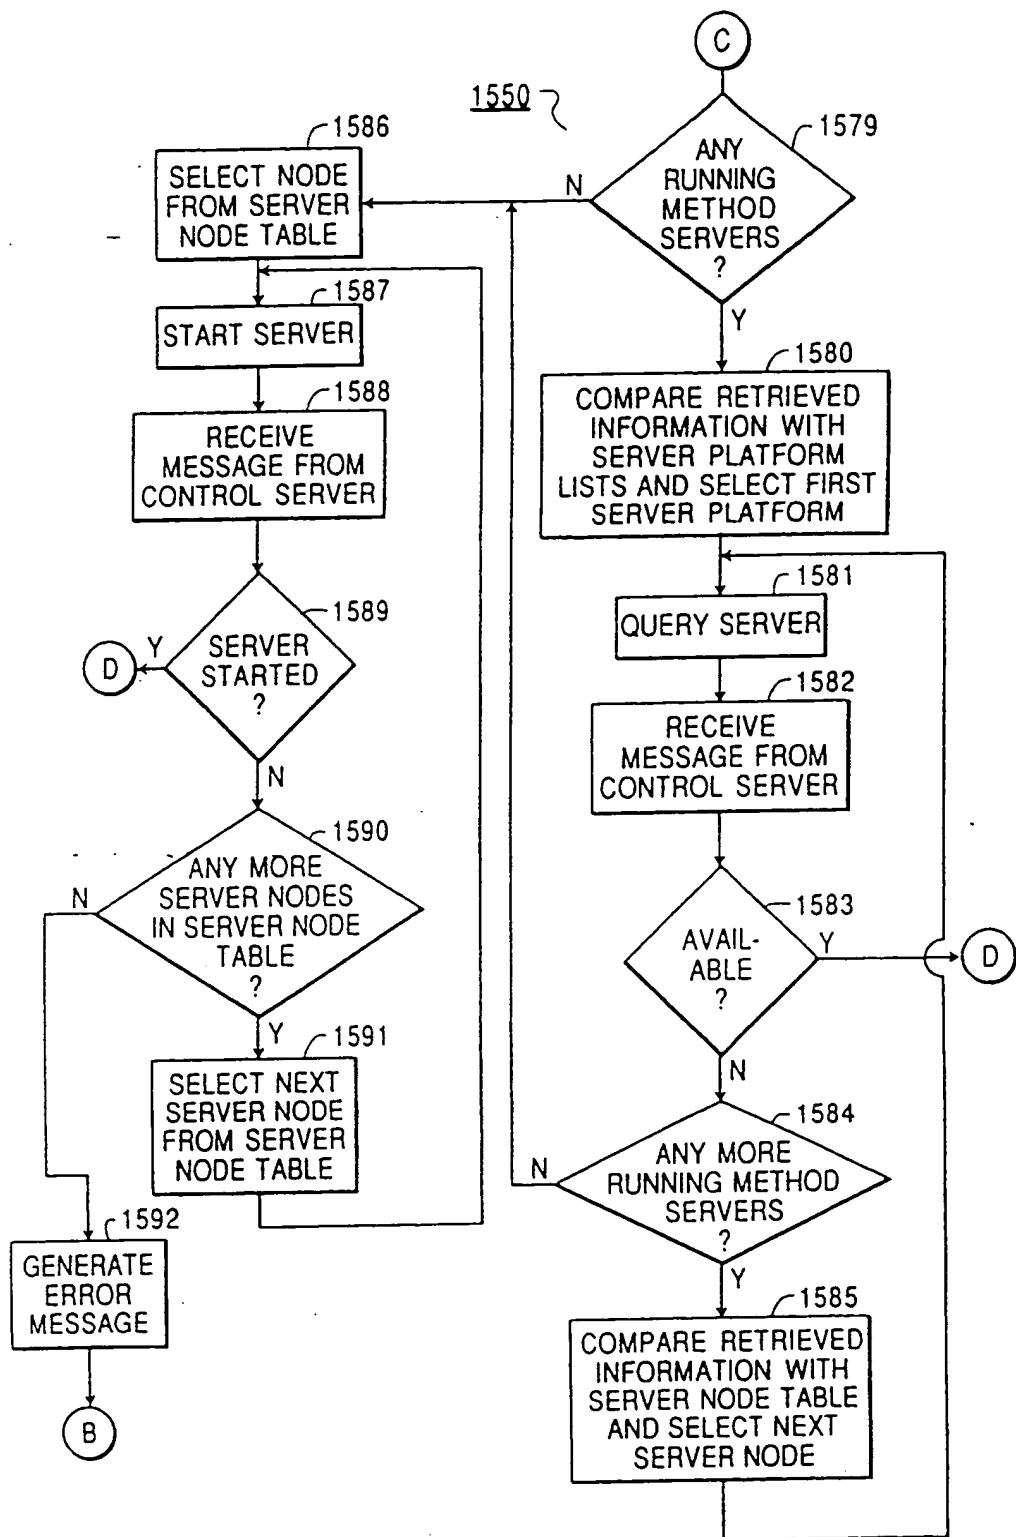 C
1550
1579
ANY
RUNNING
METHOD
SERVERS
?
N
Y
1586
SELECT NODE
FROM SERVER
NODE TABLE
1587
START SERVER
1588
RECEIVE
MESSAGE FROM
CONTROL SERVER
1589
SERVER
STARTED
?
Y
D
N
1590
ANY MORE
SERVER NODES
IN SERVER NODE
TABLE
?
N
Y
1591
SELECT NEXT
SERVER NODE
FROM SERVER
NODE TABLE
1592
GENERATE
ERROR
MESSAGE
B
1580
COMPARE RETRIEVED
INFORMATION WITH
SERVER PLATFORM
LISTS AND SELECT FIRST
SERVER PLATFORM
1581
QUERY SERVER
1582
RECEIVE
MESSAGE FROM
CONTROL SERVER
1583
AVAIL-
ABLE
?
Y
D
N
1584
ANY MORE
RUNNING METHOD
SERVERS
?
N
Y
1585
COMPARE RETRIEVED
INFORMATION WITH
SERVER NODE TABLE
AND SELECT NEXT
SERVER NODE